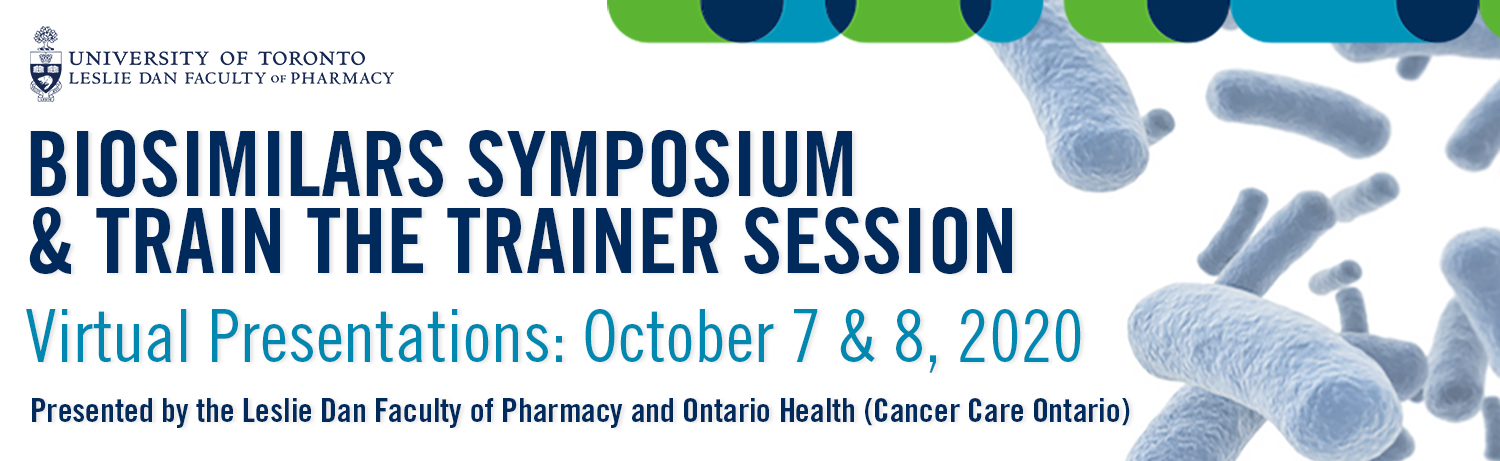 UNIVERSITY OF TORONTO
LESLIE DAN FACULTY OF PHARMACY
BIOSIMILARS SYMPOSIUM
& TRAIN THE TRAINER SESSION
Virtual Presentations: October 7 & 8, 2020
Presented by the Leslie Dan Faculty of Pharmacy and Ontario Health (Cancer Care Ontario)